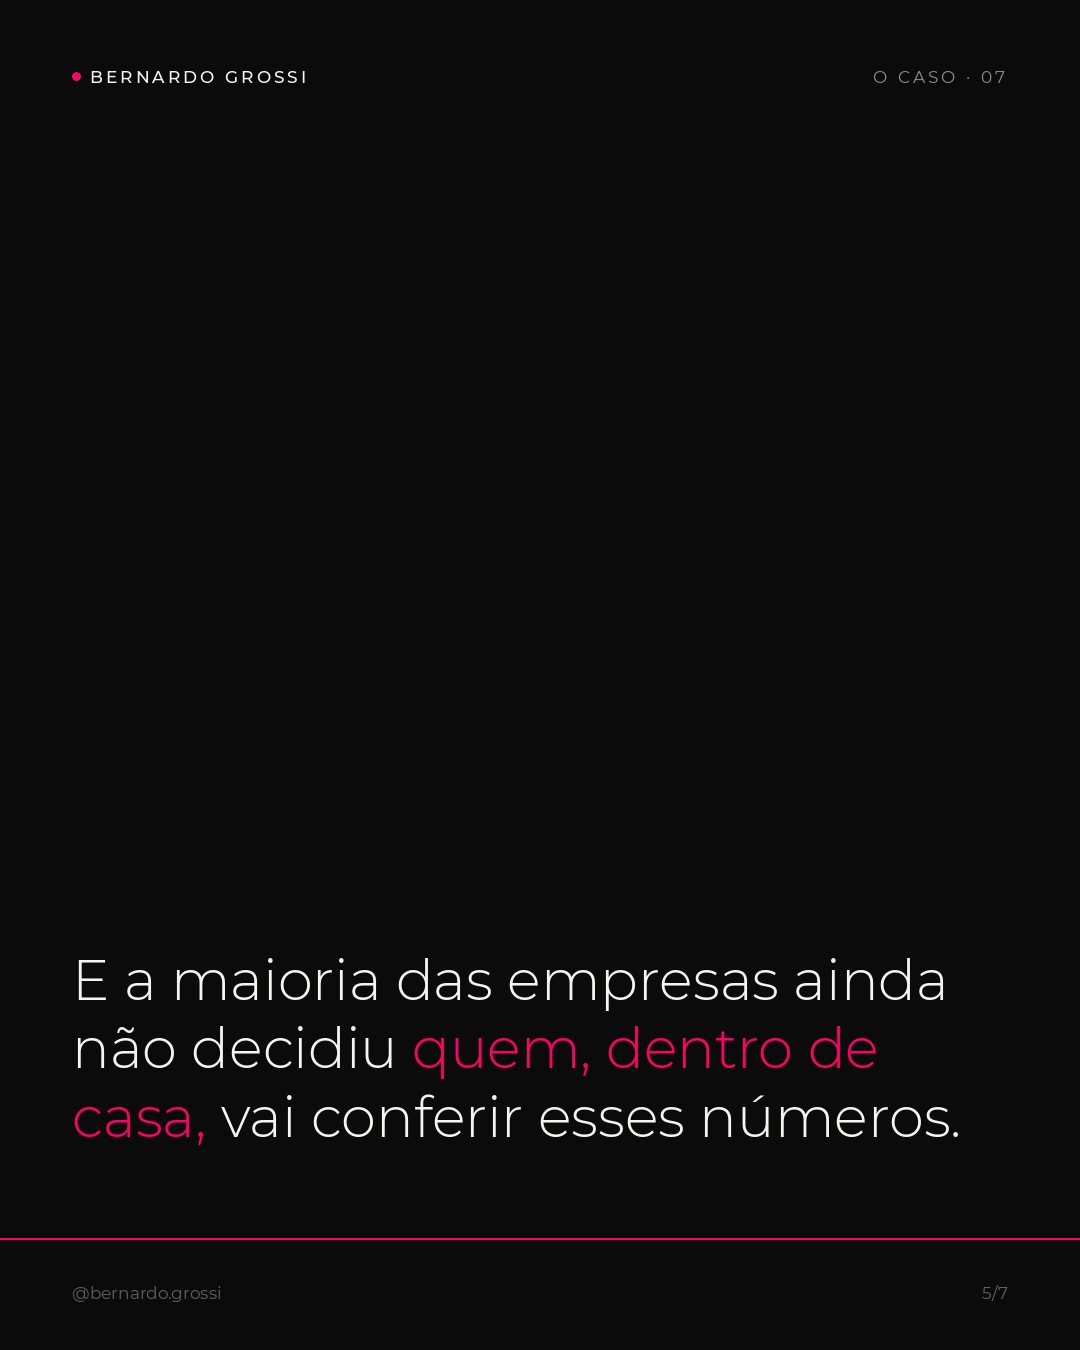 BERNARDO GROSSI
O CASO · 07
E a maioria das empresas ainda
não decidiu quem, dentro de
casa, vai conferir esses números.
@bernardo.grossi
5/7